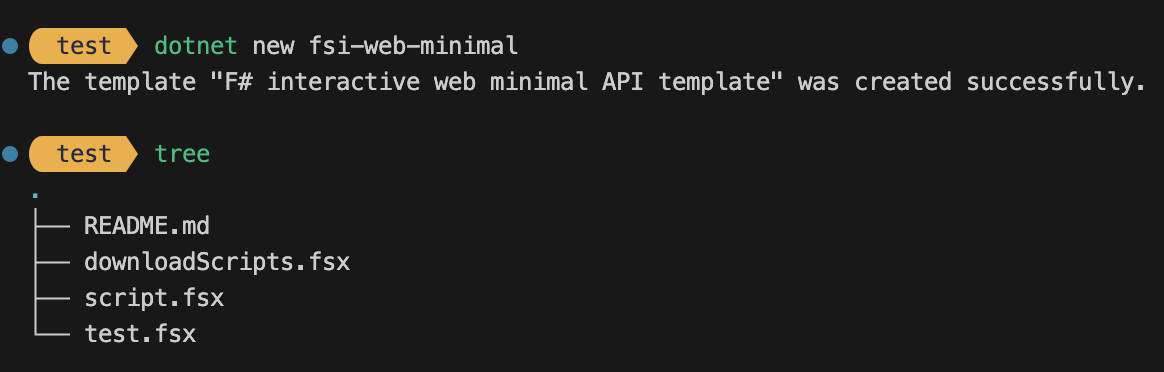 test dotnet new fsi-web-minimal
The template "F# interactive web minimal API template" was created successfully.
test tree
.
├── README.md
├── downloadScripts.fsx
├── script.fsx
└── test.fsx